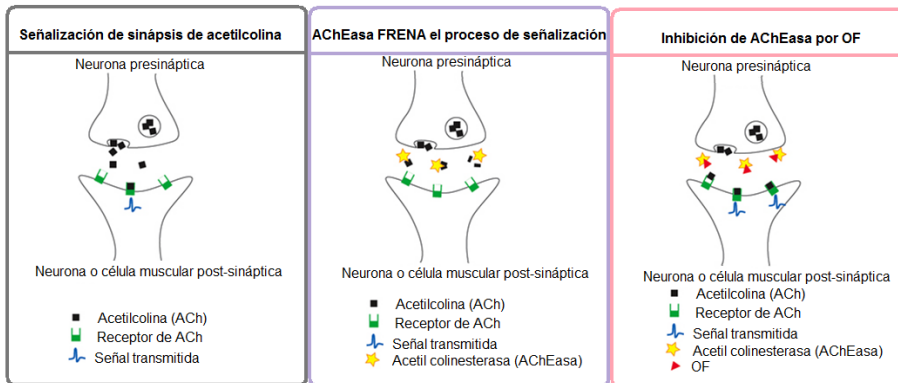 Señalización de sinápsis de acetilcolina
Neurona presináptica
Neurona o célula muscular post-sináptica
Acetilcolina (ACh)
Receptor de ACh
Señal transmitida
AChEasa FRENA el proceso de señalización
Neurona presináptica
Neurona o célula muscular post-sináptica
Acetilcolina (ACh)
Receptor de ACh
Señal transmitida
Acetil colinesterasa (AChEasa)
Inhibición de AChEasa por OF
Neurona presináptica
Neurona o célula muscular post-sináptica
Acetilcolina (ACh)
Receptor de ACh
Señal transmitida
Acetil colinesterasa (AChEasa)
OF